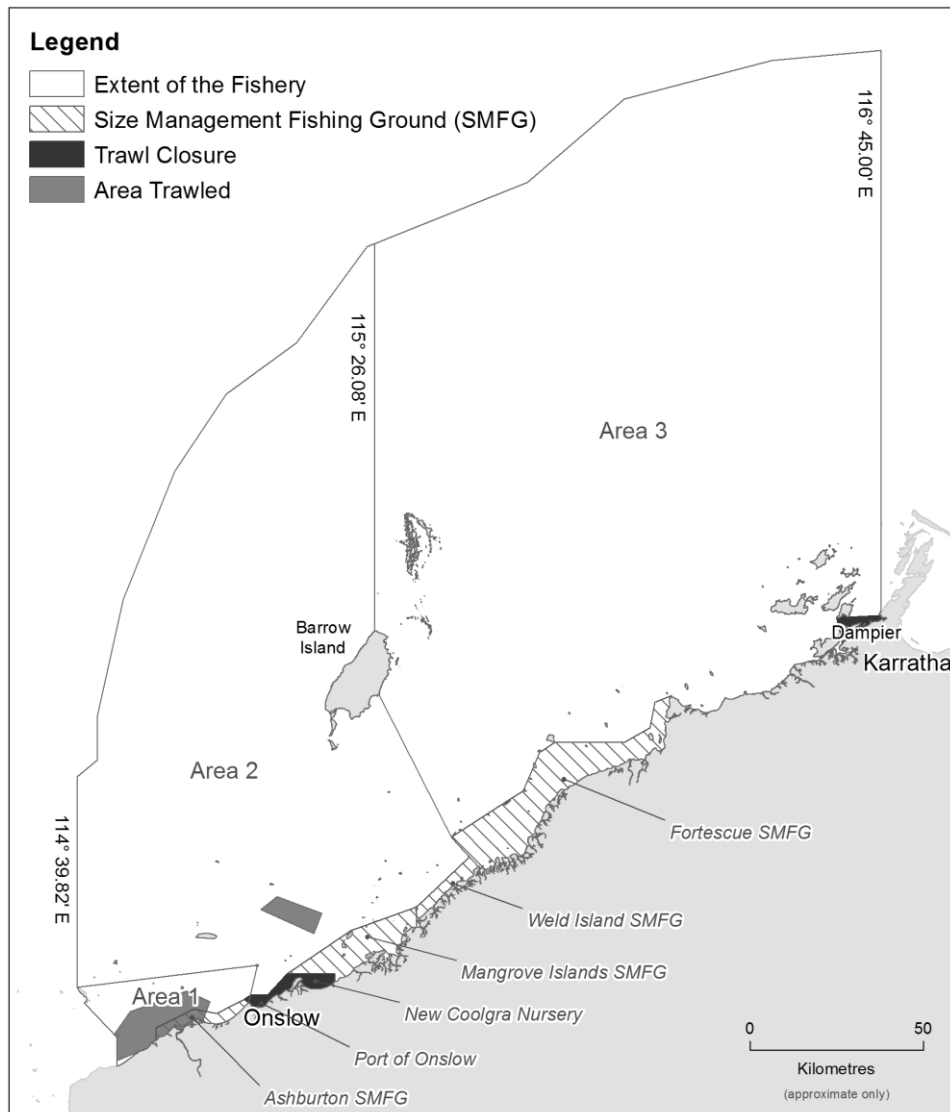 Legend
Extent of the Fishery
Size Management Fishing Ground (SMFG)
Trawl Closure
Area Trawled
116° 45.00' E
115° 26.08' E
Area 3
Barrow
Island
Dampier
Karratha
Area 2
114° 39.82' E
Fortescue SMFG
Weld Island SMFG
Mangrove Islands SMFG
New Coolgra Nursery
Area 1
Onslow
Port of Onslow
Ashburton SMFG
0 50
Kilometres
(approximate only)